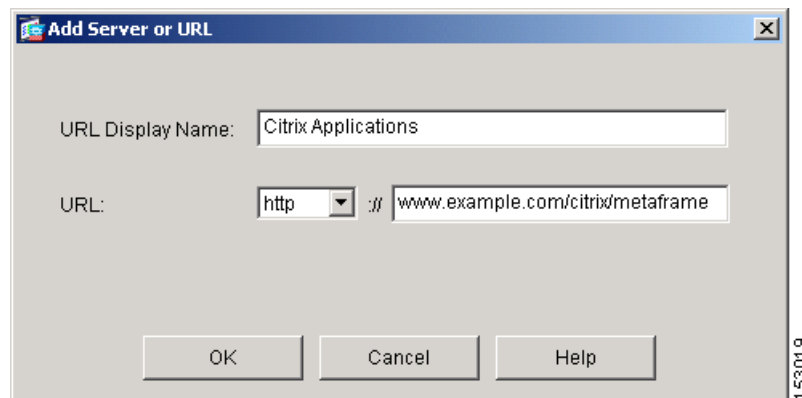 Add Server or URL
URL Display Name: Citrix Applications
URL: http :// www.example.com/citrix/metaframe
OK Cancel Help
153019